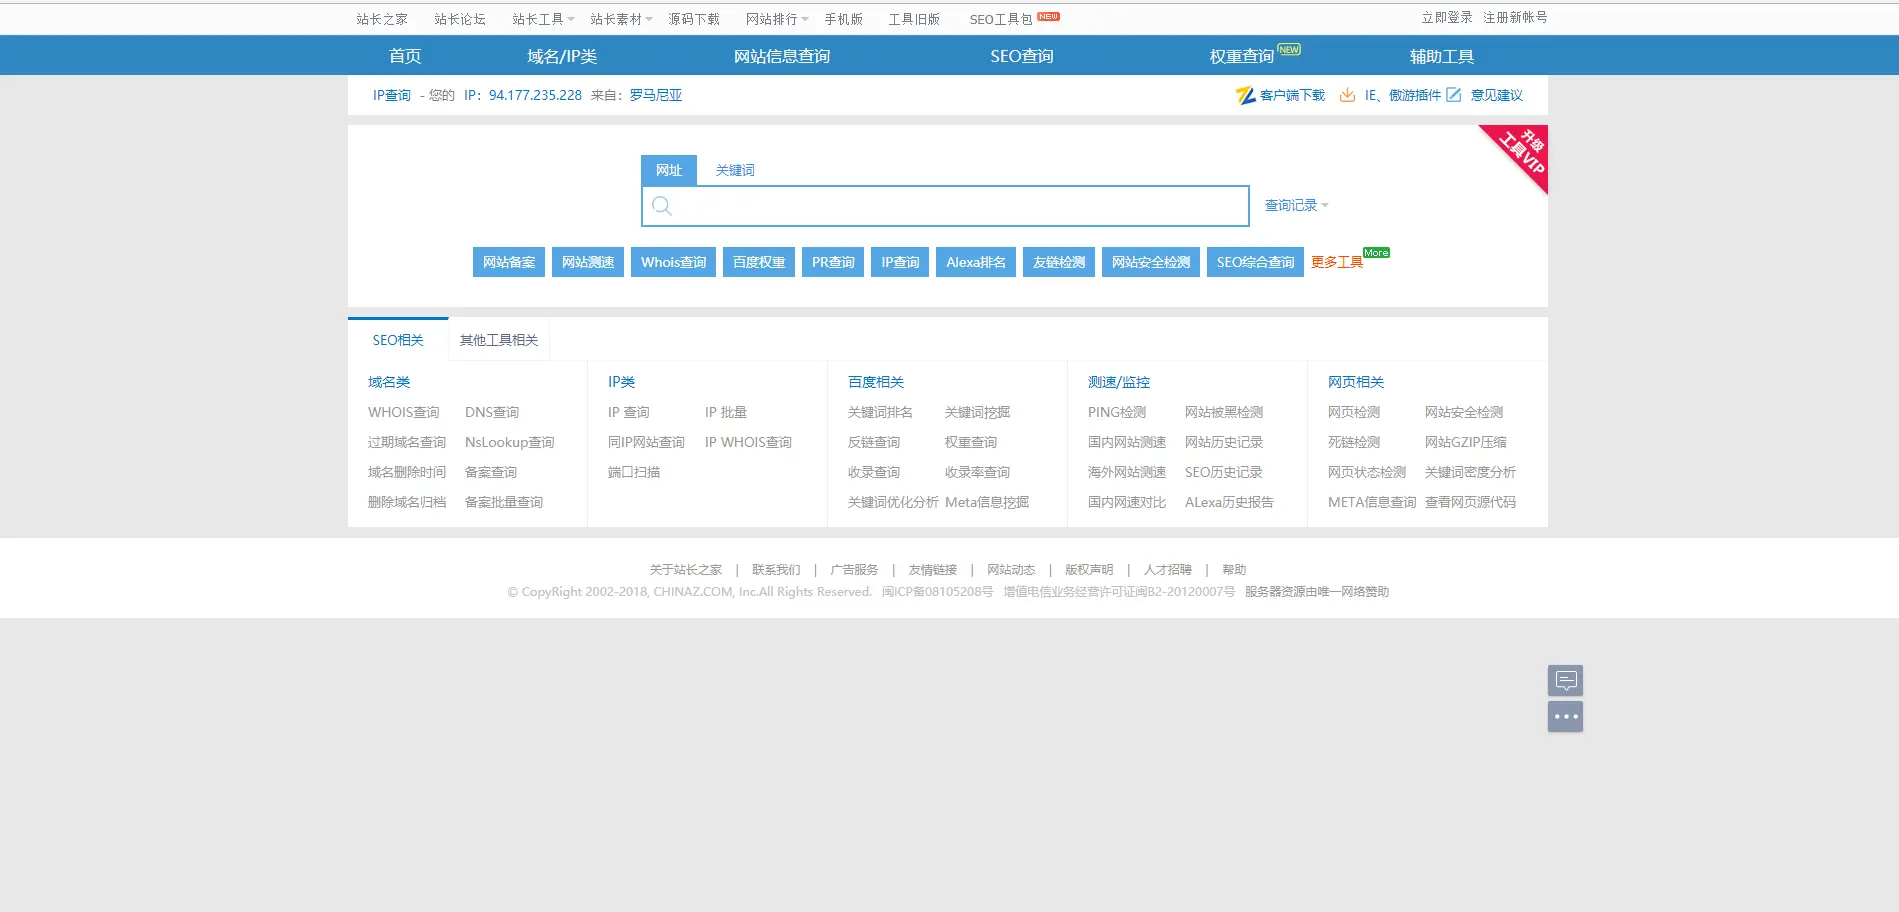 站长之家 站长论坛 站长工具 站长素材 源码下载 网站排行 手机版 工具旧版 SEO工具包 NEW 立即登录 注册新帐号
首页 域名/IP类 网站信息查询 SEO查询 权重查询 NEW 辅助工具
IP查询 - 您的 IP：94.177.235.228 来自：罗马尼亚 客户端下载 IE、傲游插件 意见建议
升级
工具VIP
网址 关键词
查询记录
网站备案 网站测速 Whois查询 百度权重 PR查询 IP查询 Alexa排名 友链检测 网站安全检测 SEO综合查询 更多工具 More
SEO相关 其他工具相关
域名类 IP类 百度相关 测速/监控 网页相关
WHOIS查询 DNS查询 IP 查询 IP 批量 关键词排名 关键词挖掘 PING检测 网站被黑检测 网页检测 网站安全检测
过期域名查询 NsLookup查询 同IP网站查询 IP WHOIS查询 反链查询 权重查询 国内网站测速 网站历史记录 死链检测 网站GZIP压缩
域名删除时间 备案查询 端口扫描 收录查询 收录率查询 海外网站测速 SEO历史记录 网页状态检测 关键词密度分析
删除域名归档 备案批量查询 关键词优化分析 Meta信息挖掘 国内网速对比 ALexa历史报告 META信息查询 查看网页源代码
关于站长之家 | 联系我们 | 广告服务 | 友情链接 | 网站动态 | 版权声明 | 人才招聘 | 帮助
© CopyRight 2002-2018, CHINAZ.COM, Inc.All Rights Reserved. 闽ICP备08105208号 增值电信业务经营许可证闽B2-20120007号 服务器资源由唯一网络赞助